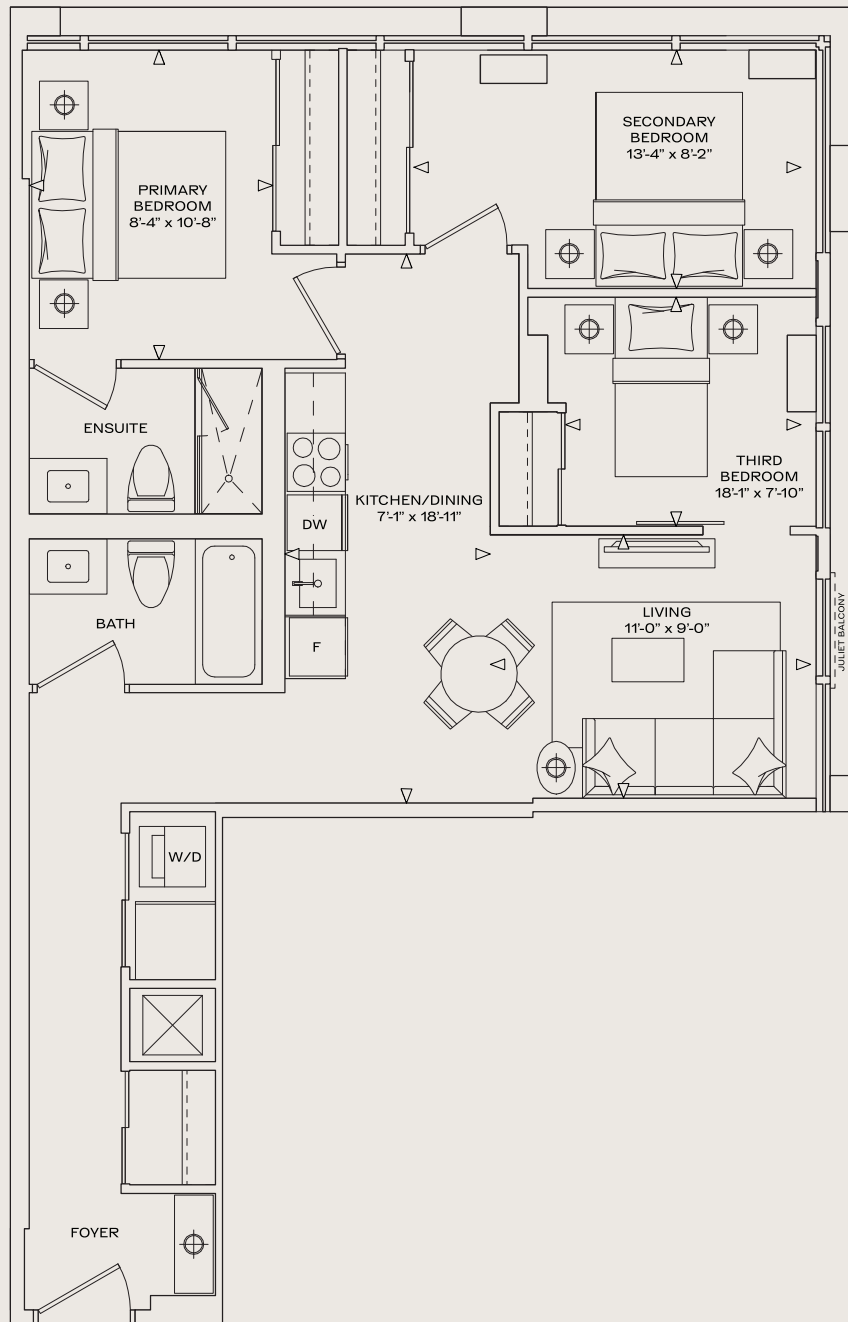 SECONDARY
BEDROOM
13'-4" x 8'-2"
PRIMARY
BEDROOM
8'-4" x 10'-8"
ENSUITE
THIRD
BEDROOM
18'-1" x 7'-10"
KITCHEN/DINING
7'-1" x 18'-11"
DW
BATH
F
LIVING
11'-0" x 9'-0"
JULIET BALCONY
W/D
FOYER